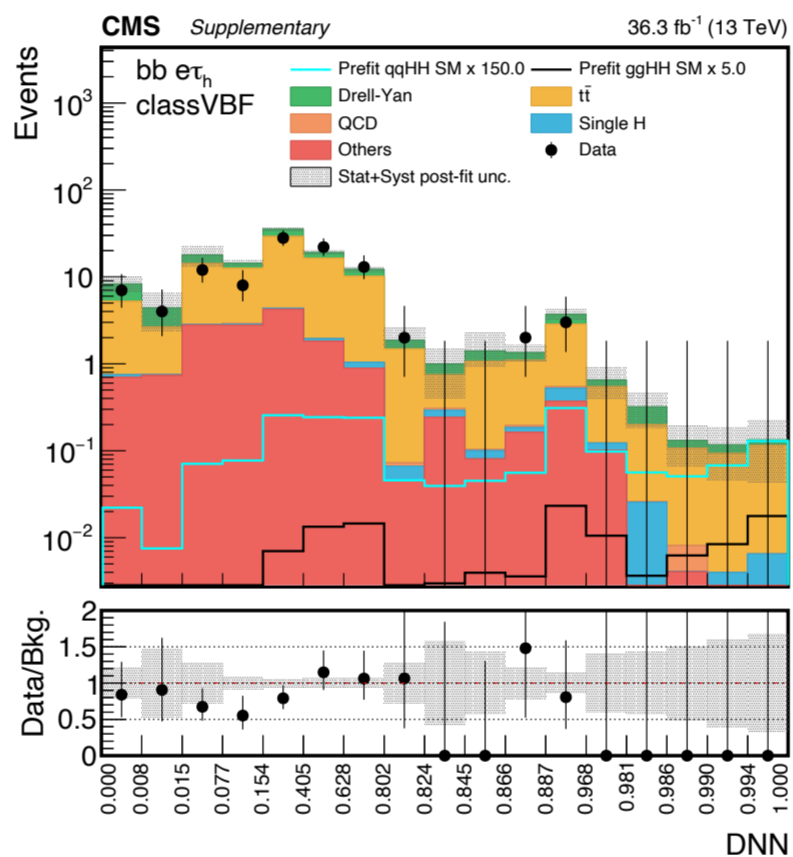 CMS Supplementary 36.3 fb⁻¹ (13 TeV)
Events
bb eτₕ
classVBF
Prefit qqHH SM x 150.0 Prefit ggHH SM x 5.0
Drell-Yan tt̄
QCD Single H
Others Data
Stat+Syst post-fit unc.
10³
10²
10
1
10⁻¹
10⁻²
Data/Bkg.
2
1.5
1
0.5
0
0.000 0.008 0.015 0.077 0.154 0.405 0.628 0.802 0.824 0.845 0.866 0.887 0.968 0.981 0.986 0.990 0.994 1.000
DNN